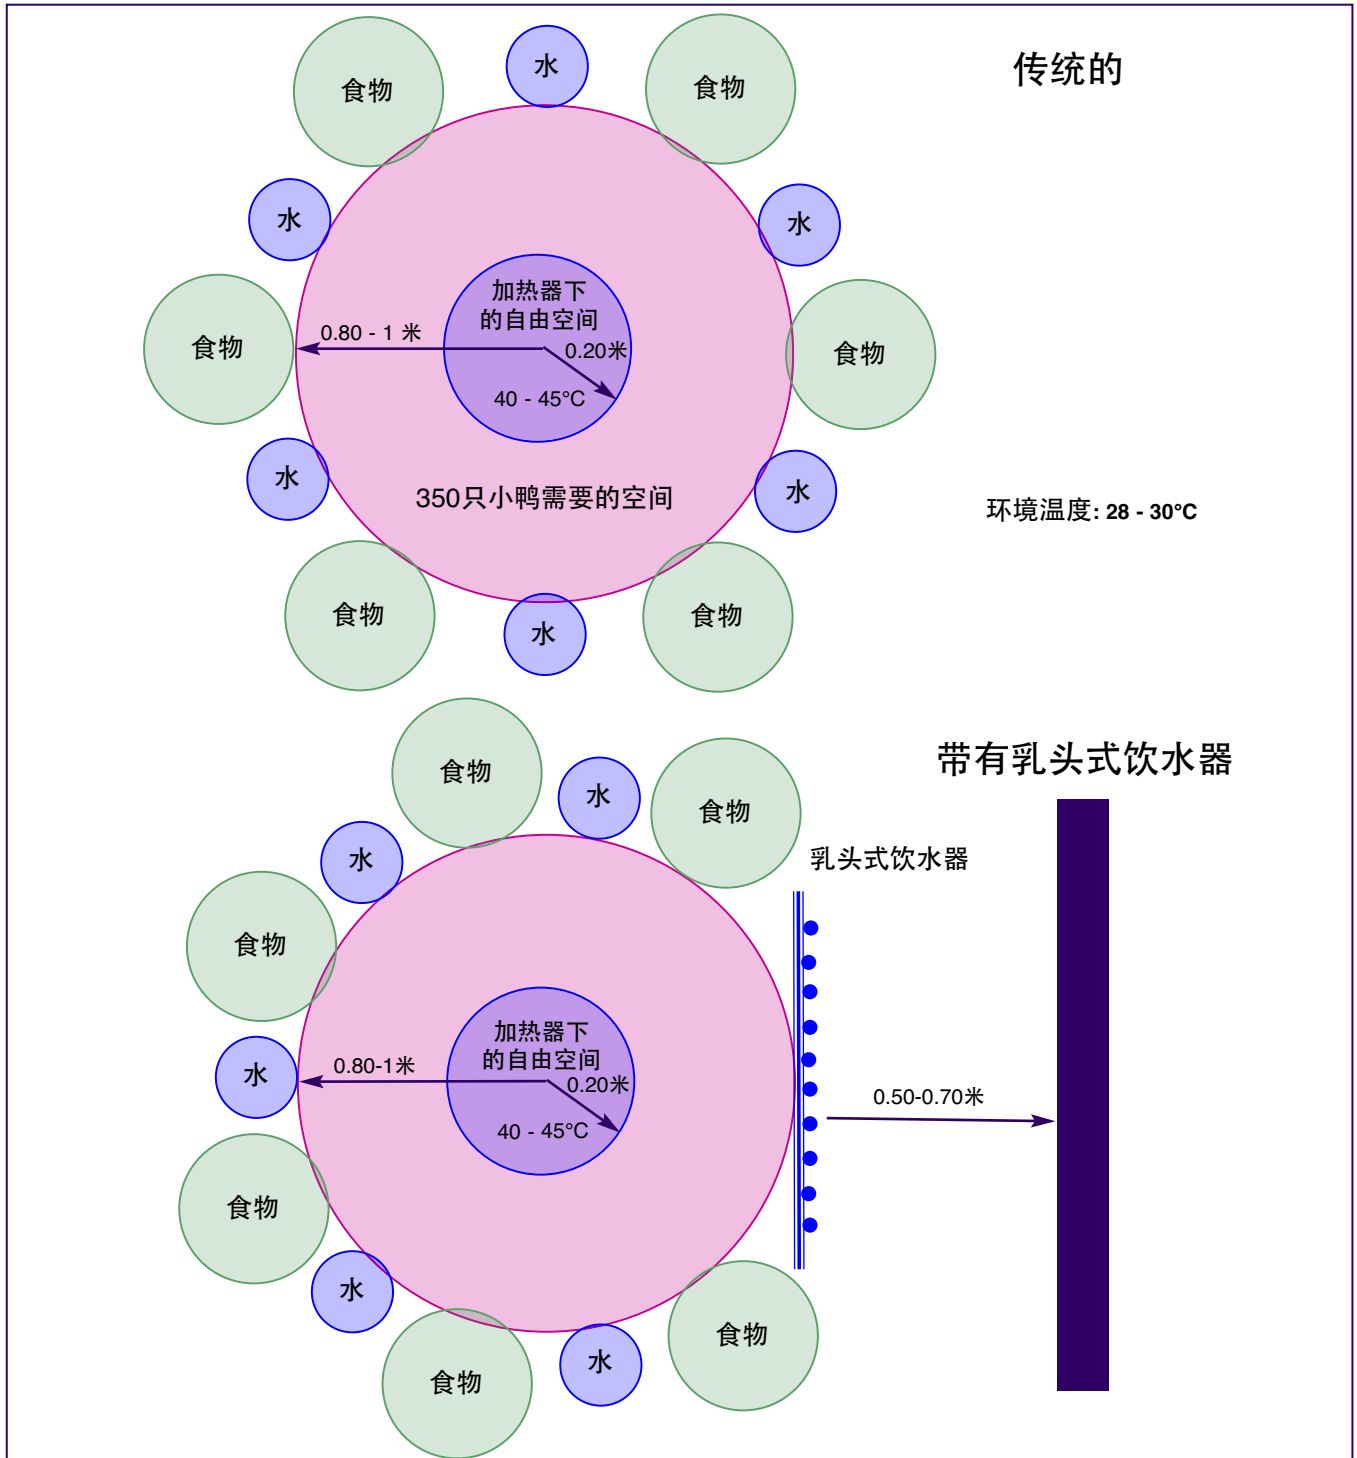 传统的
水
食物
食物
水
水
食物
食物
加热器下
的自由空间
0.80 - 1 米
0.20米
40 - 45°C
水
水
350只小鸭需要的空间
环境温度: 28 - 30°C
食物
食物
水
带有乳头式饮水器
食物
水
食物
乳头式饮水器
水
食物
加热器下
的自由空间
水
0.80-1米
0.20米
40 - 45°C
0.50-0.70米
食物
水
食物
水
食物